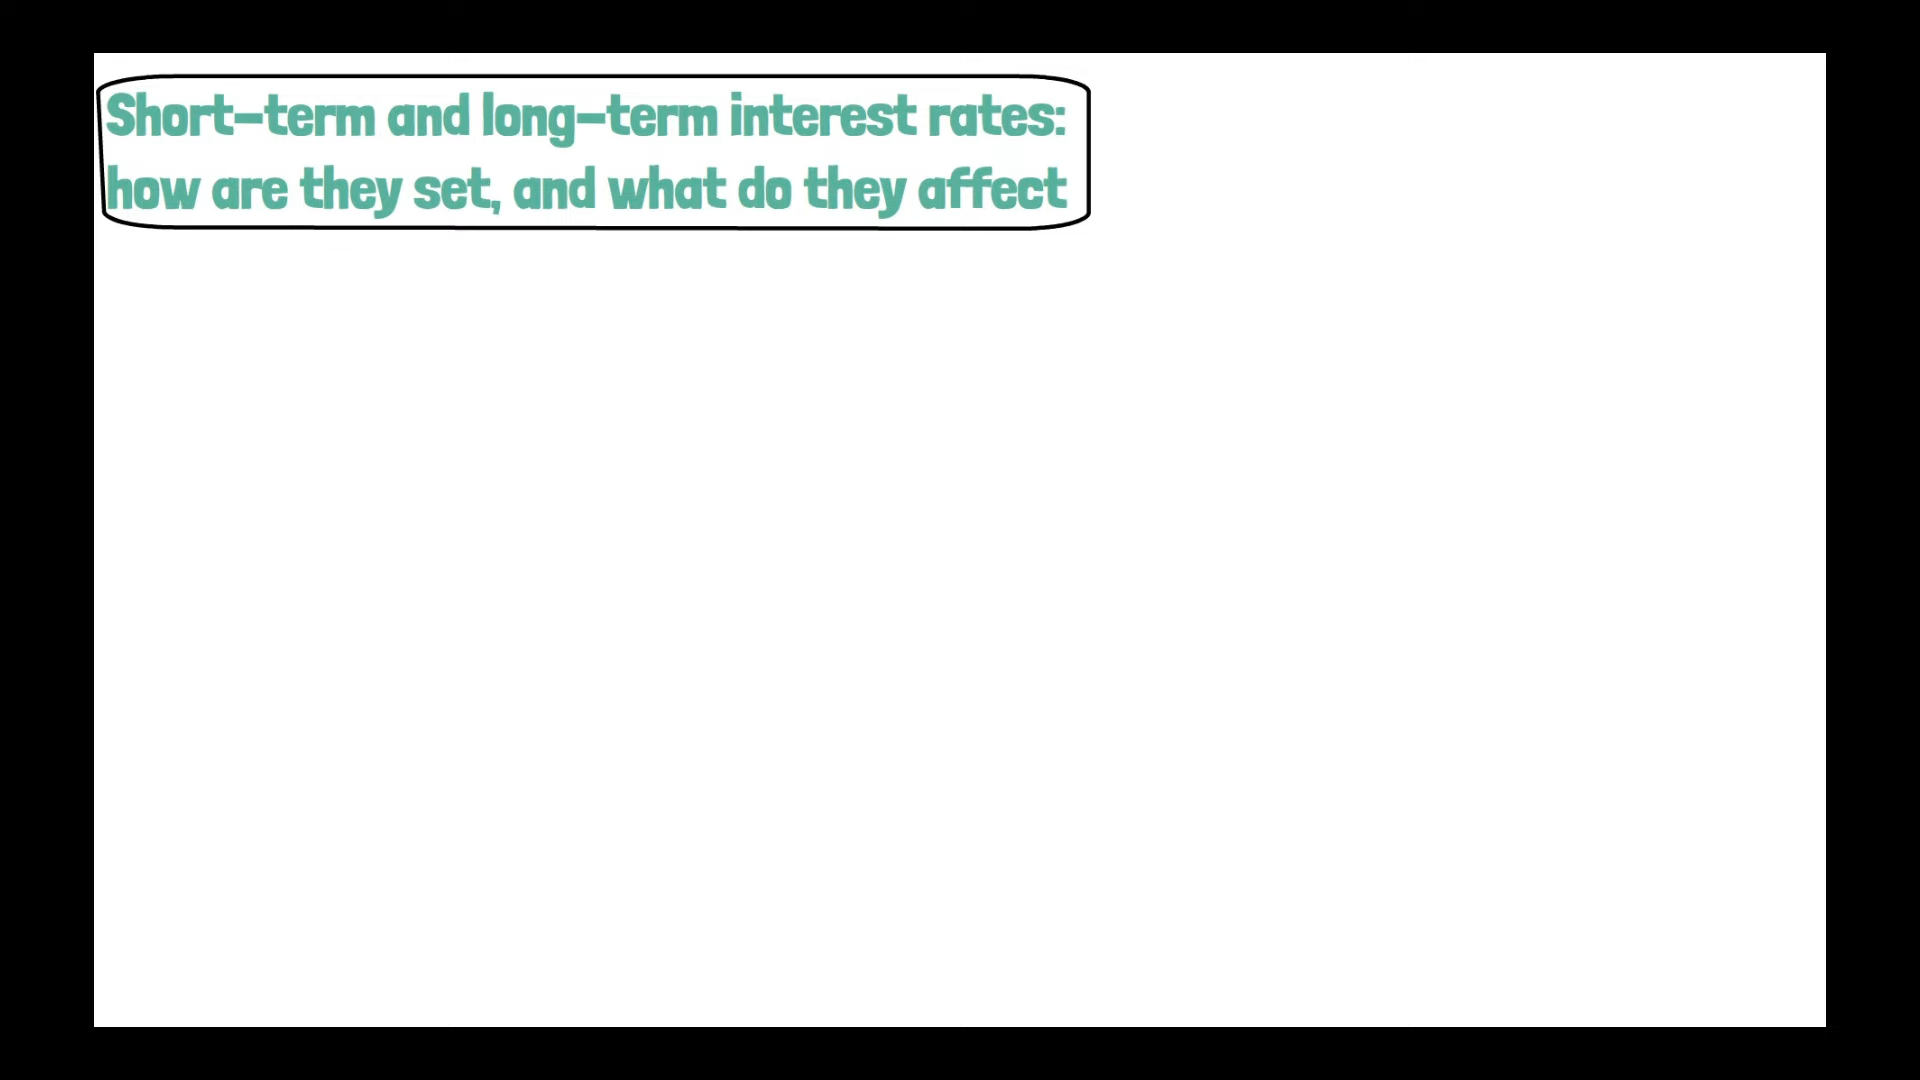 Short-term and long-term interest rates:
how are they set, and what do they affect